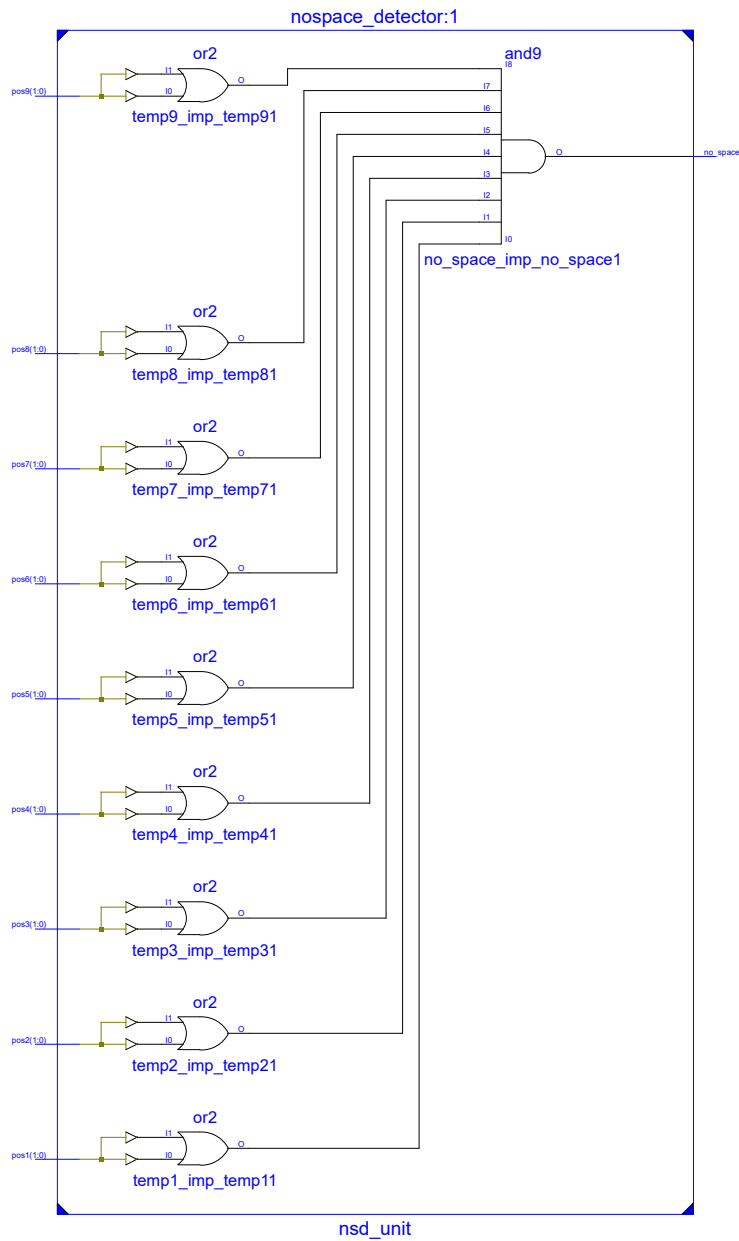 nospace_detector:1
or2
and9
I1
I8
pos9(1:0)
I0
O
I7
temp9_imp_temp91
I6
I5
I4
O
no_space
I3
I2
I1
I0
no_space_imp_no_space1
or2
I1
O
pos8(1:0)
I0
temp8_imp_temp81
or2
I1
O
pos7(1:0)
I0
temp7_imp_temp71
or2
I1
O
pos6(1:0)
I0
temp6_imp_temp61
or2
I1
O
pos5(1:0)
I0
temp5_imp_temp51
or2
I1
O
pos4(1:0)
I0
temp4_imp_temp41
or2
I1
O
pos3(1:0)
I0
temp3_imp_temp31
or2
I1
O
pos2(1:0)
I0
temp2_imp_temp21
or2
I1
O
pos1(1:0)
I0
temp1_imp_temp11
nsd_unit